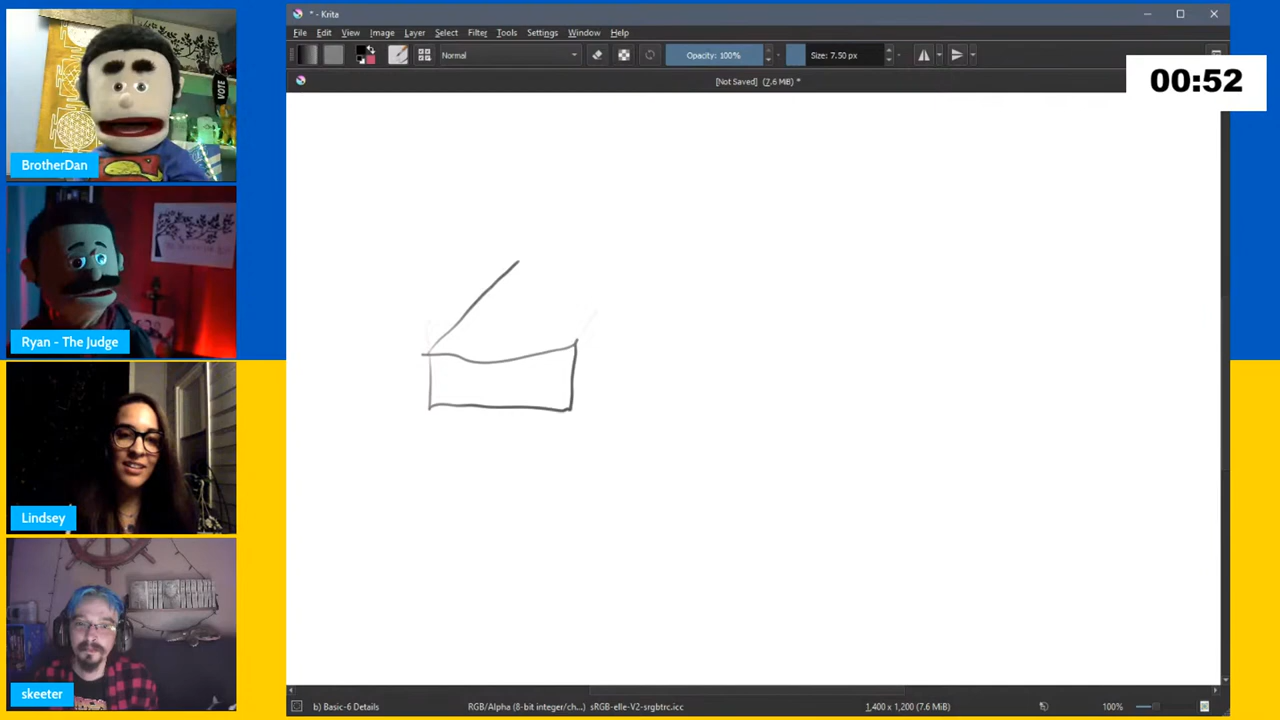 * - Krita
File Edit View Image Layer Select Filter Tools Settings Window Help
Normal Opacity: 100% Size: 7.50 px
[Not Saved] (7.6 MiB) *
00:52
VOTE
BrotherDan
Ryan - The Judge
Lindsey
skeeter
b) Basic-6 Details RGB/Alpha (8-bit integer/ch...) sRGB-elle-V2-srgbtrc.icc 1,400 x 1,200 (7.6 MiB) 100%